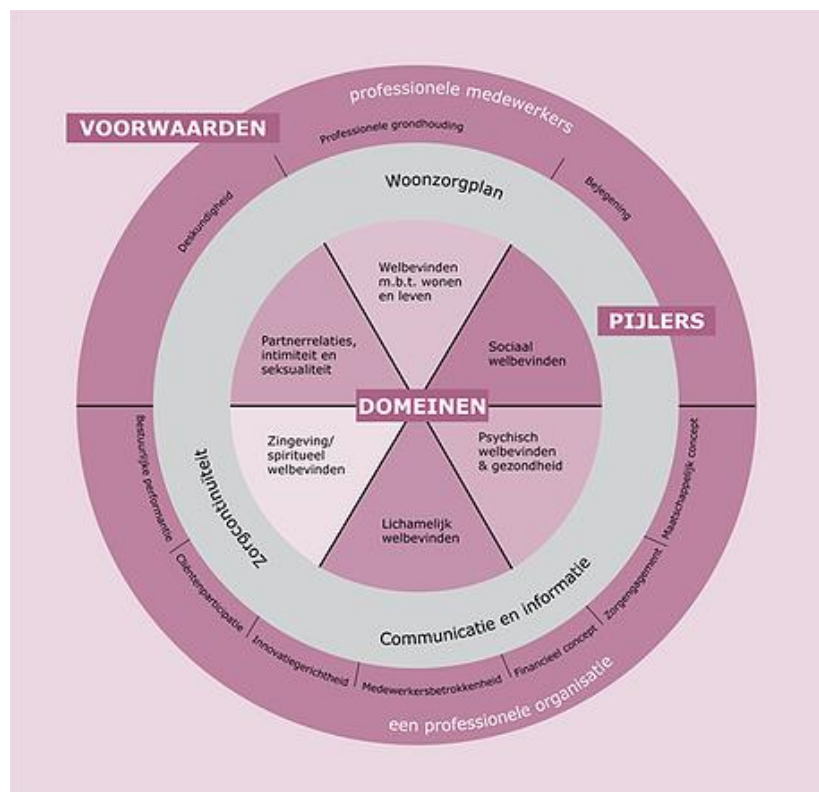 professionele medewerkers
VOORWAARDEN
Professionele grondhouding
Deskundigheid
Bejegening
Woonzorgplan
PIJLERS
Welbevinden
m.b.t. wonen
en leven
Partnerrelaties,
intimiteit en
seksualiteit
Sociaal
welbevinden
DOMEINEN
Zingeving/
spiritueel
welbevinden
Psychisch
welbevinden
& gezondheid
Lichamelijk
welbevinden
Zorgcontinuïteit
Communicatie en informatie
Bestuurlijke performantie
Cliëntenparticipatie
Innovatiegerichtheid
Medewerkersbetrokkenheid
Financieel concept
Zorgengagement
Maatschappelijk concept
een professionele organisatie